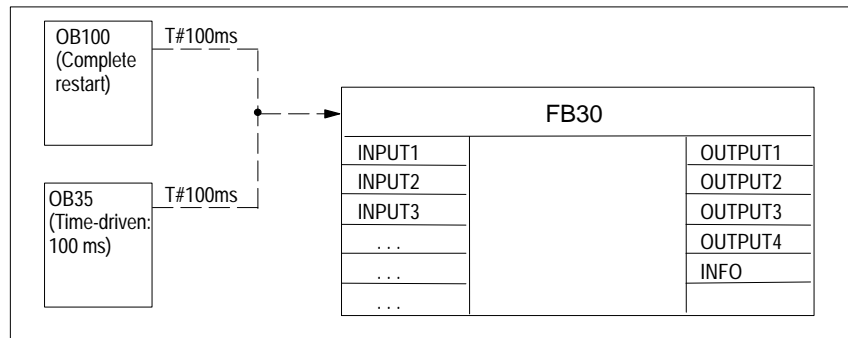 OB100
(Complete
restart)
T#100ms
OB35
(Time-driven:
100 ms)
T#100ms
FB30
INPUT1
INPUT2
INPUT3
. . .
. . .
. . .
OUTPUT1
OUTPUT2
OUTPUT3
OUTPUT4
INFO